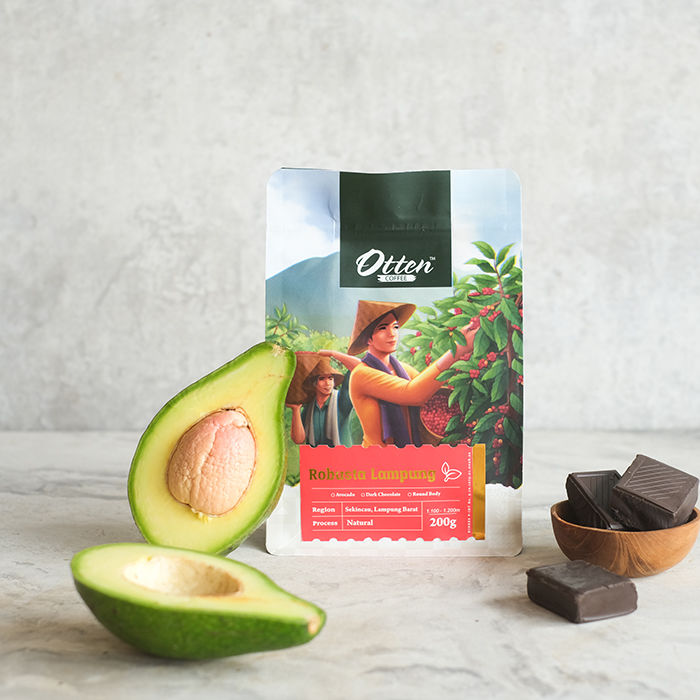 Otten™
COFFEE
Robusta Lampung
Avocado Dark Chocolate Round Body
Region Sekincau, Lampung Barat 1.100 - 1.200m
Process Natural 200g